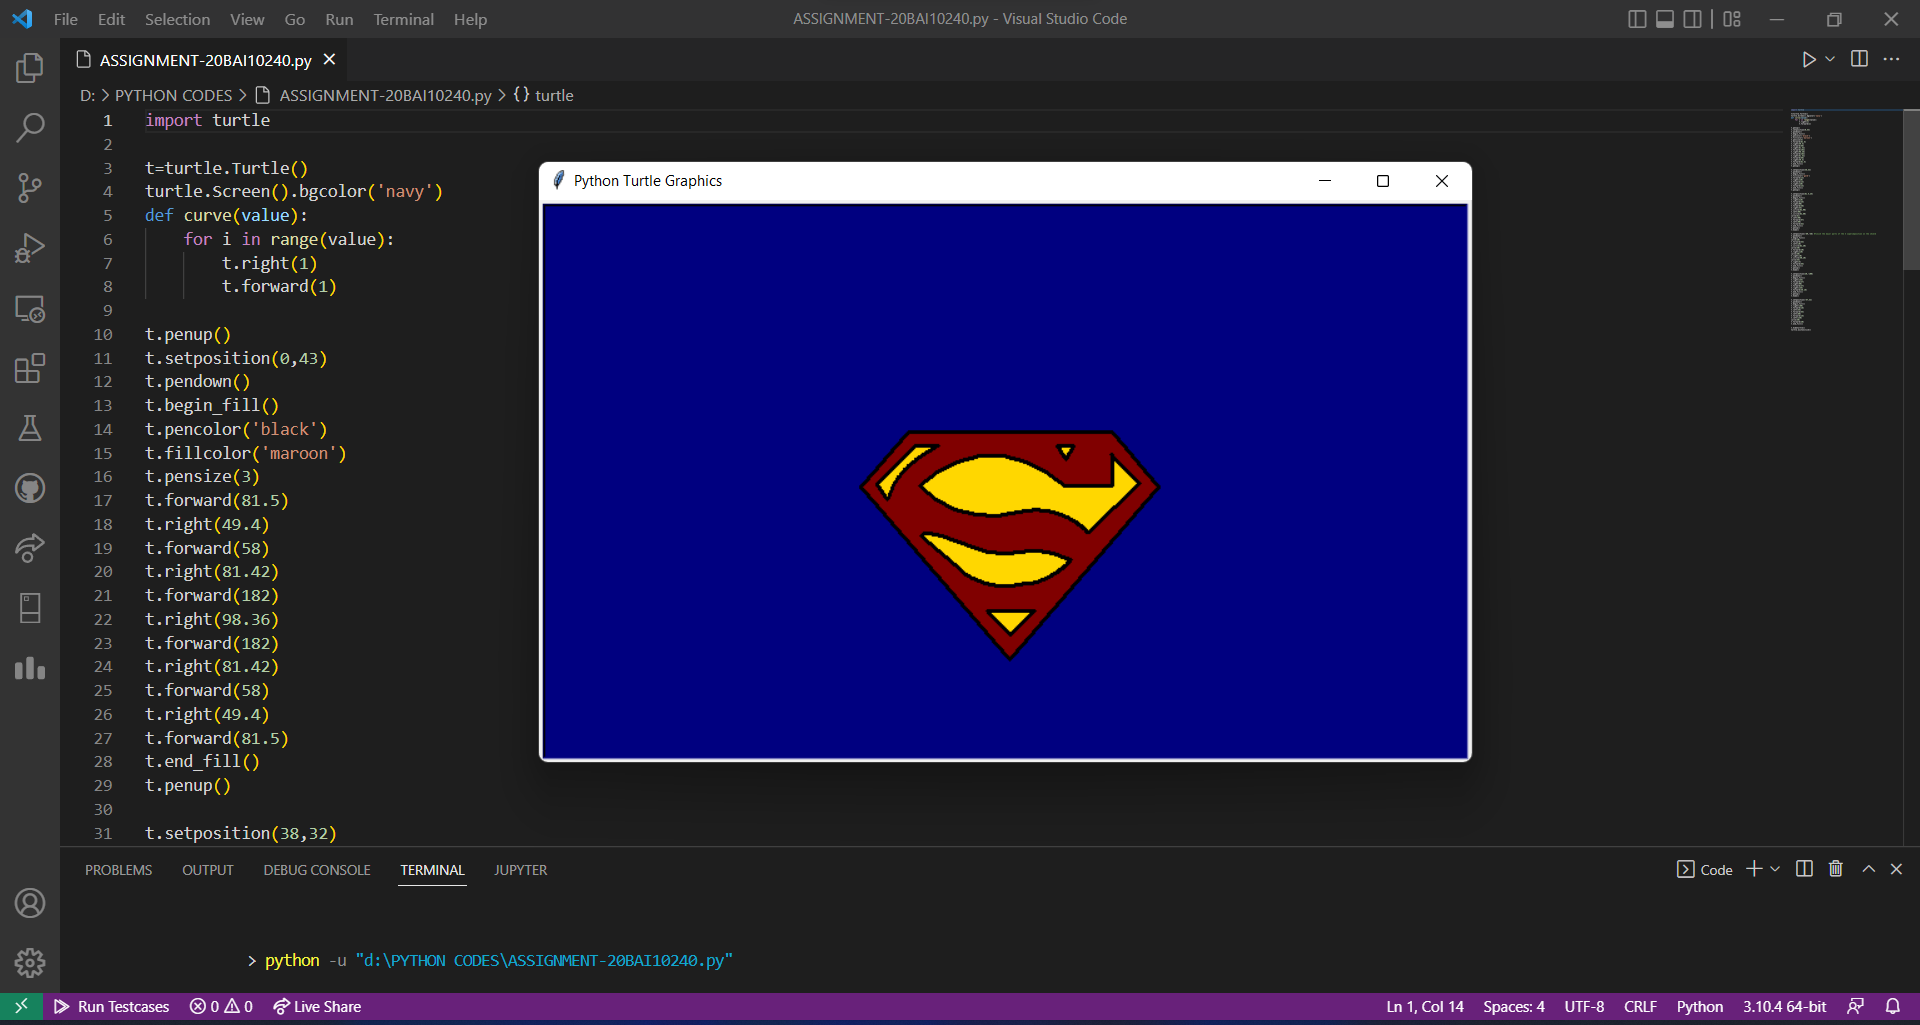 File Edit Selection View Go Run Terminal Help
ASSIGNMENT-20BAI10240.py - Visual Studio Code
ASSIGNMENT-20BAI10240.py
D: > PYTHON CODES > ASSIGNMENT-20BAI10240.py > {} turtle
1 import turtle
2
3 t=turtle.Turtle()
4 turtle.Screen().bgcolor('navy')
5 def curve(value):
6 for i in range(value):
7 t.right(1)
8 t.forward(1)
9
10 t.penup()
11 t.setposition(0,43)
12 t.pendown()
13 t.begin_fill()
14 t.pencolor('black')
15 t.fillcolor('maroon')
16 t.pensize(3)
17 t.forward(81.5)
18 t.right(49.4)
19 t.forward(58)
20 t.right(81.42)
21 t.forward(182)
22 t.right(98.36)
23 t.forward(182)
24 t.right(81.42)
25 t.forward(58)
26 t.right(49.4)
27 t.forward(81.5)
28 t.end_fill()
29 t.penup()
30
31 t.setposition(38,32)
Python Turtle Graphics
PROBLEMS OUTPUT DEBUG CONSOLE TERMINAL JUPYTER
Code
> python -u "d:\PYTHON CODES\ASSIGNMENT-20BAI10240.py"
Run Testcases 0 0 Live Share
Ln 1, Col 14 Spaces: 4 UTF-8 CRLF Python 3.10.4 64-bit